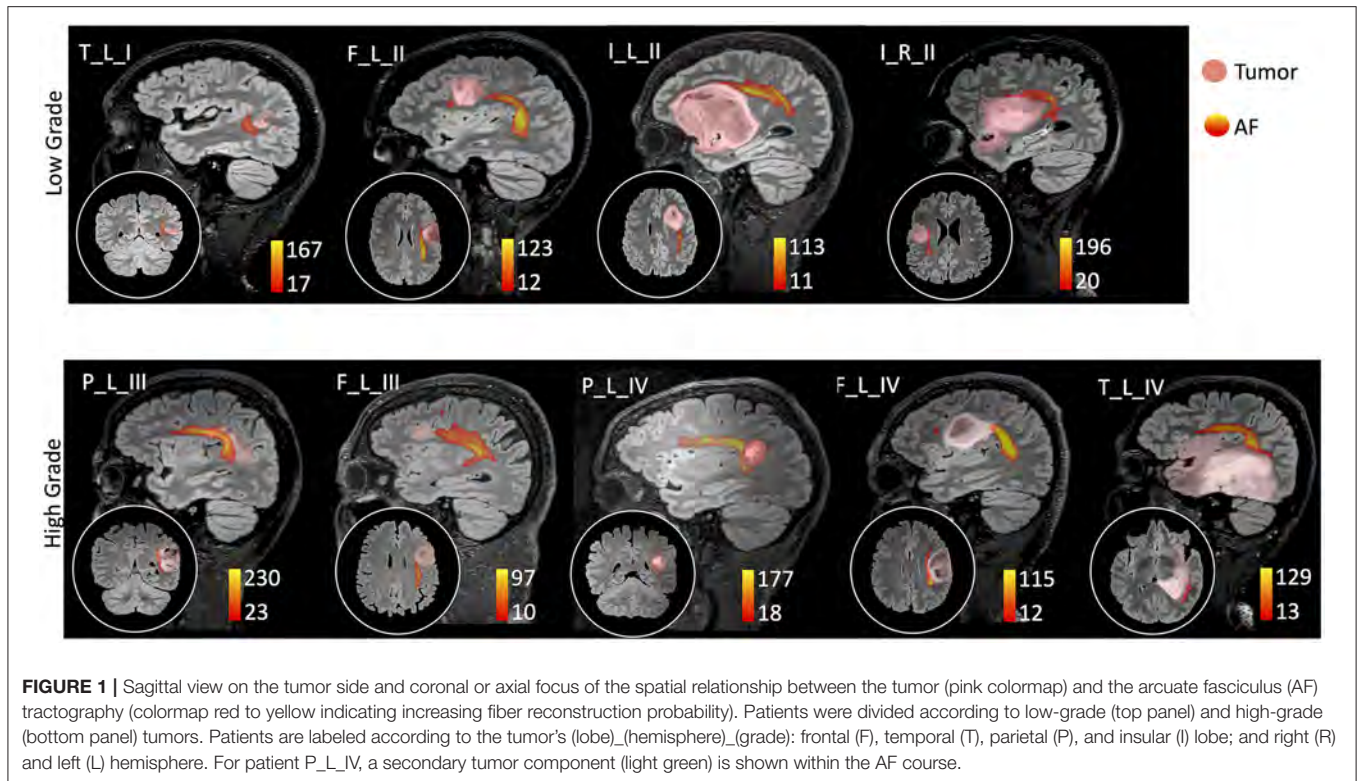 T_L_I
F_L_II
I_L_II
I_R_II
Tumor
AF
Low Grade
167
17
123
12
113
11
196
20
P_L_III
F_L_III
P_L_IV
F_L_IV
T_L_IV
High Grade
230
23
97
10
177
18
115
12
129
13
FIGURE 1 | Sagittal view on the tumor side and coronal or axial focus of the spatial relationship between the tumor (pink colormap) and the arcuate fasciculus (AF)
tractography (colormap red to yellow indicating increasing fiber reconstruction probability). Patients were divided according to low-grade (top panel) and high-grade
(bottom panel) tumors. Patients are labeled according to the tumor's (lobe)_(hemisphere)_(grade): frontal (F), temporal (T), parietal (P), and insular (I) lobe; and right (R)
and left (L) hemisphere. For patient P_L_IV, a secondary tumor component (light green) is shown within the AF course.